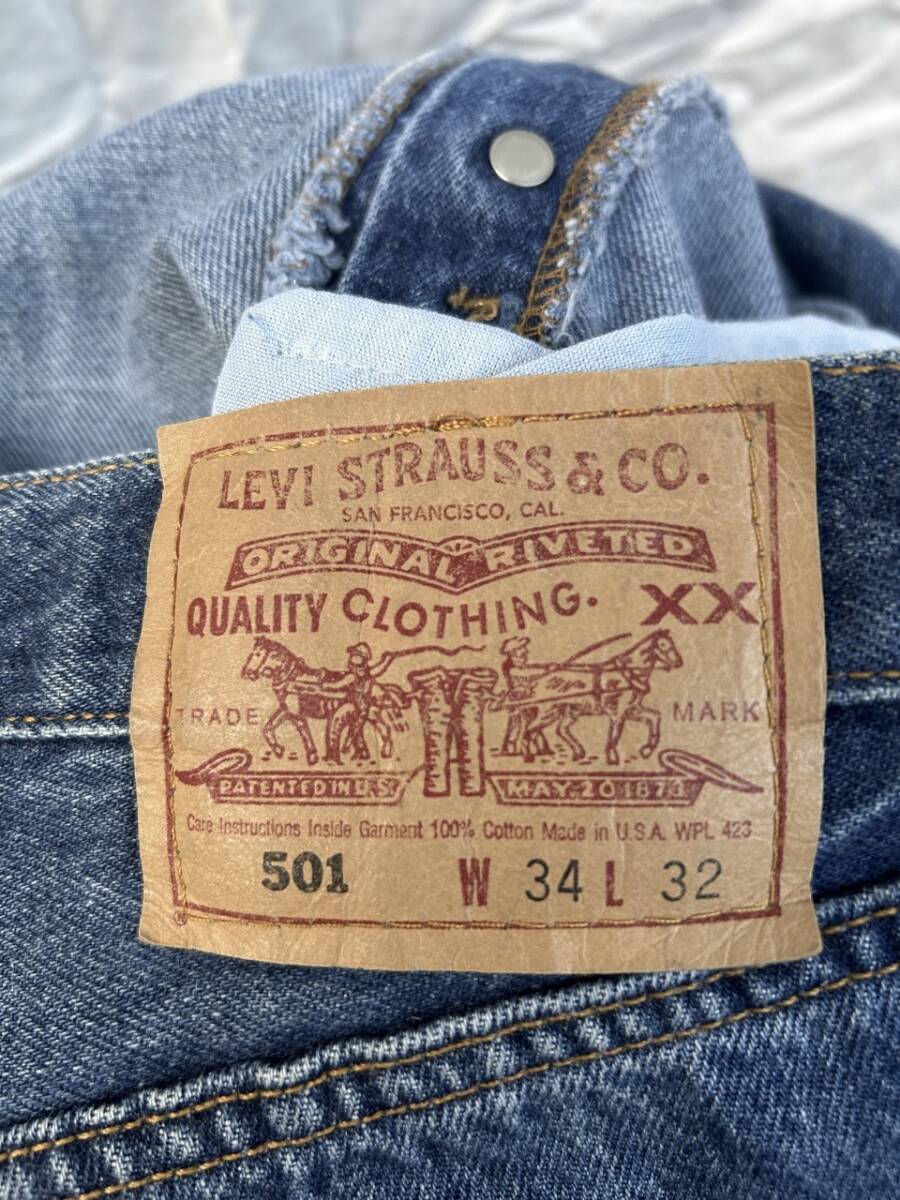 LEVI STRAUSS & CO.
SAN FRANCISCO, CAL.
ORIGINAL RIVETED
QUALITY CLOTHING. XX
TRADE MARK
PATENTED IN U.S. MAY 20 1873
Care Instructions Inside Garment 100% Cotton Made in U.S.A. WPL 423
501 W 34 L 32
®